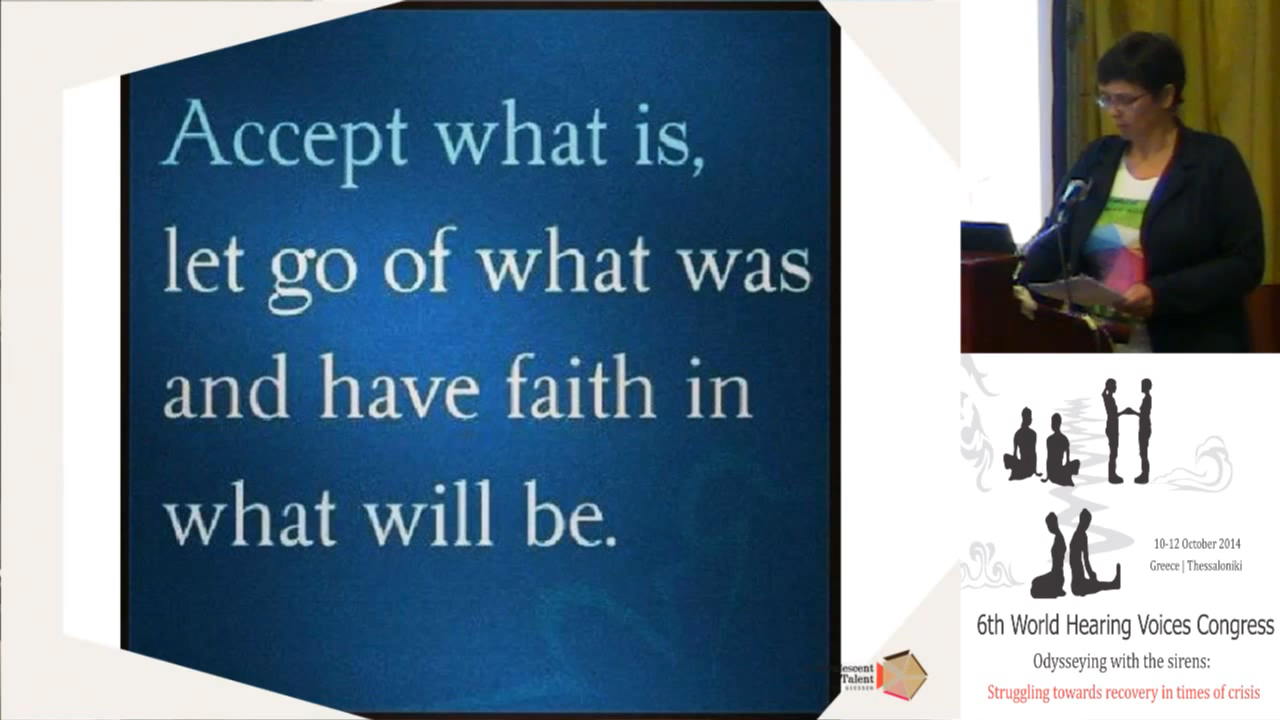 Accept what is,
let go of what was
and have faith in
what will be.
Talent
10-12 October 2014
Greece | Thessaloniki
6th World Hearing Voices Congress
Odysseying with the sirens:
Struggling towards recovery in times of crisis